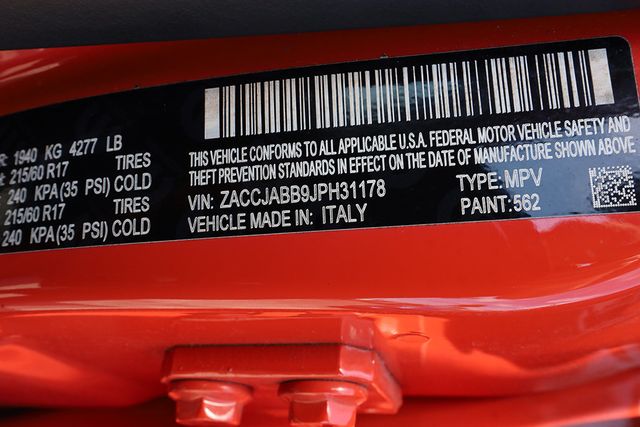 R: 1940 KG 4277 LB
215/60 R17 TIRES
240 KPA(35 PSI) COLD
215/60 R17 TIRES
240 KPA(35 PSI) COLD
THIS VEHICLE CONFORMS TO ALL APPLICABLE U.S.A. FEDERAL MOTOR VEHICLE SAFETY AND
THEFT PREVENTION STANDARDS IN EFFECT ON THE DATE OF MANUFACTURE SHOWN ABOVE
VIN: ZACCJABB9JPH31178 TYPE: MPV
VEHICLE MADE IN: ITALY PAINT: 562